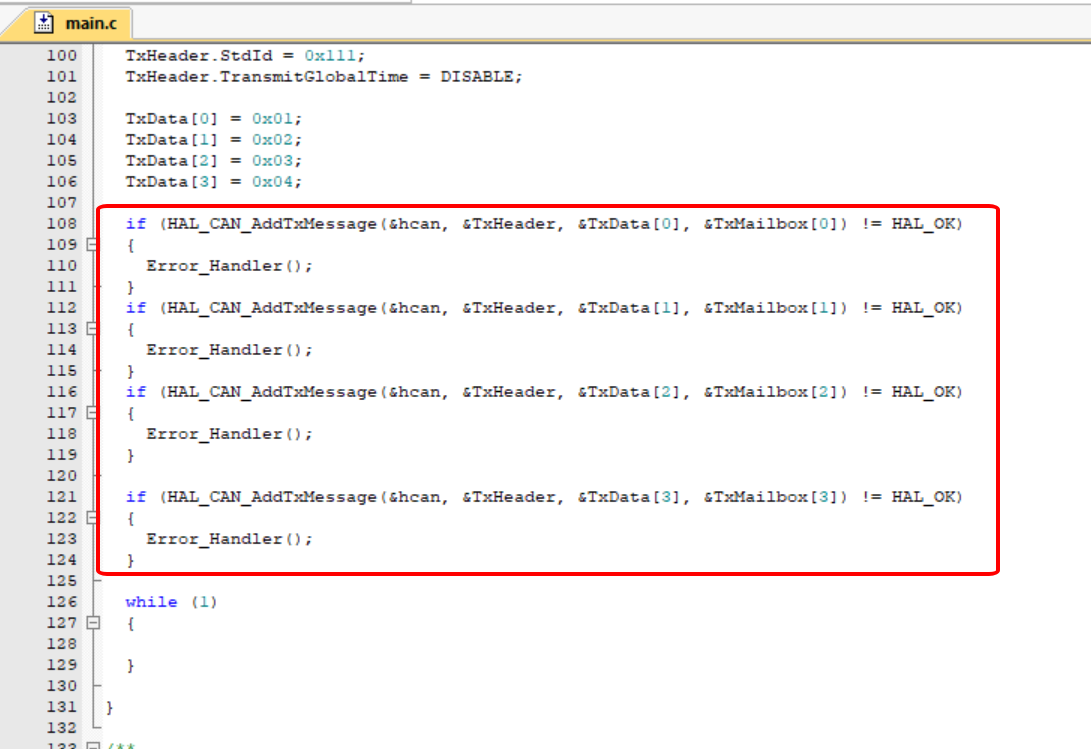 main.c
100 TxHeader.StdId = 0x111;
101 TxHeader.TransmitGlobalTime = DISABLE;
102
103 TxData[0] = 0x01;
104 TxData[1] = 0x02;
105 TxData[2] = 0x03;
106 TxData[3] = 0x04;
107
108 if (HAL_CAN_AddTxMessage(&hcan, &TxHeader, &TxData[0], &TxMailbox[0]) != HAL_OK)
109 {
110 Error_Handler();
111 }
112 if (HAL_CAN_AddTxMessage(&hcan, &TxHeader, &TxData[1], &TxMailbox[1]) != HAL_OK)
113 {
114 Error_Handler();
115 }
116 if (HAL_CAN_AddTxMessage(&hcan, &TxHeader, &TxData[2], &TxMailbox[2]) != HAL_OK)
117 {
118 Error_Handler();
119 }
120
121 if (HAL_CAN_AddTxMessage(&hcan, &TxHeader, &TxData[3], &TxMailbox[3]) != HAL_OK)
122 {
123 Error_Handler();
124 }
125
126 while (1)
127 {
128
129 }
130
131 }
132
133 /**